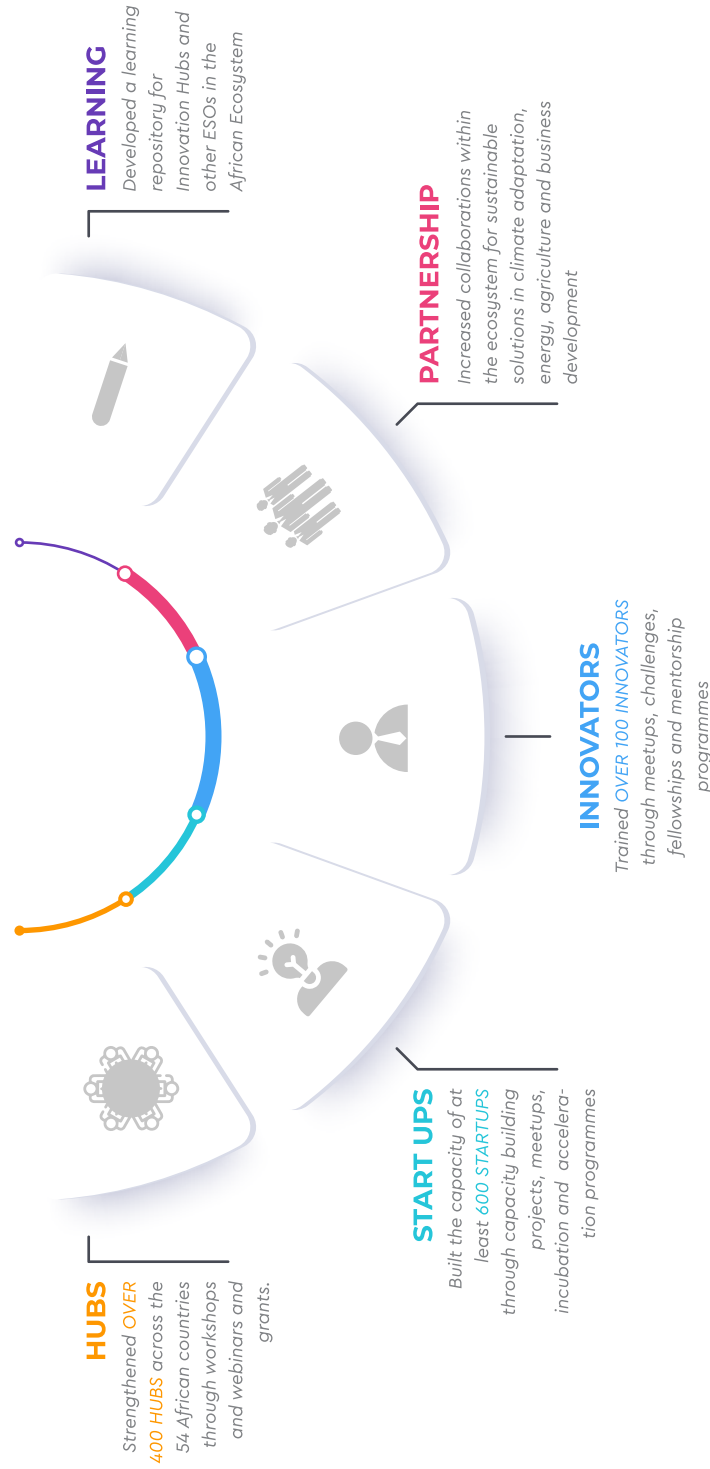 HUBS
Strengthened OVER
400 HUBS across the
54 African countries
through workshops
and webinars and
grants.
START UPS
Built the capacity of at
least 600 STARTUPS
through capacity building
projects, meetups,
incubation and accelera-
tion programmes
INNOVATORS
Trained OVER 100 INNOVATORS
through meetups, challenges,
fellowships and mentorship
programmes
PARTNERSHIP
Increased collaborations within
the ecosystem for sustainable
solutions in climate adaptation,
energy, agriculture and business
development
LEARNING
Developed a learning
repository for
Innovation Hubs and
other ESOs in the
African Ecosystem